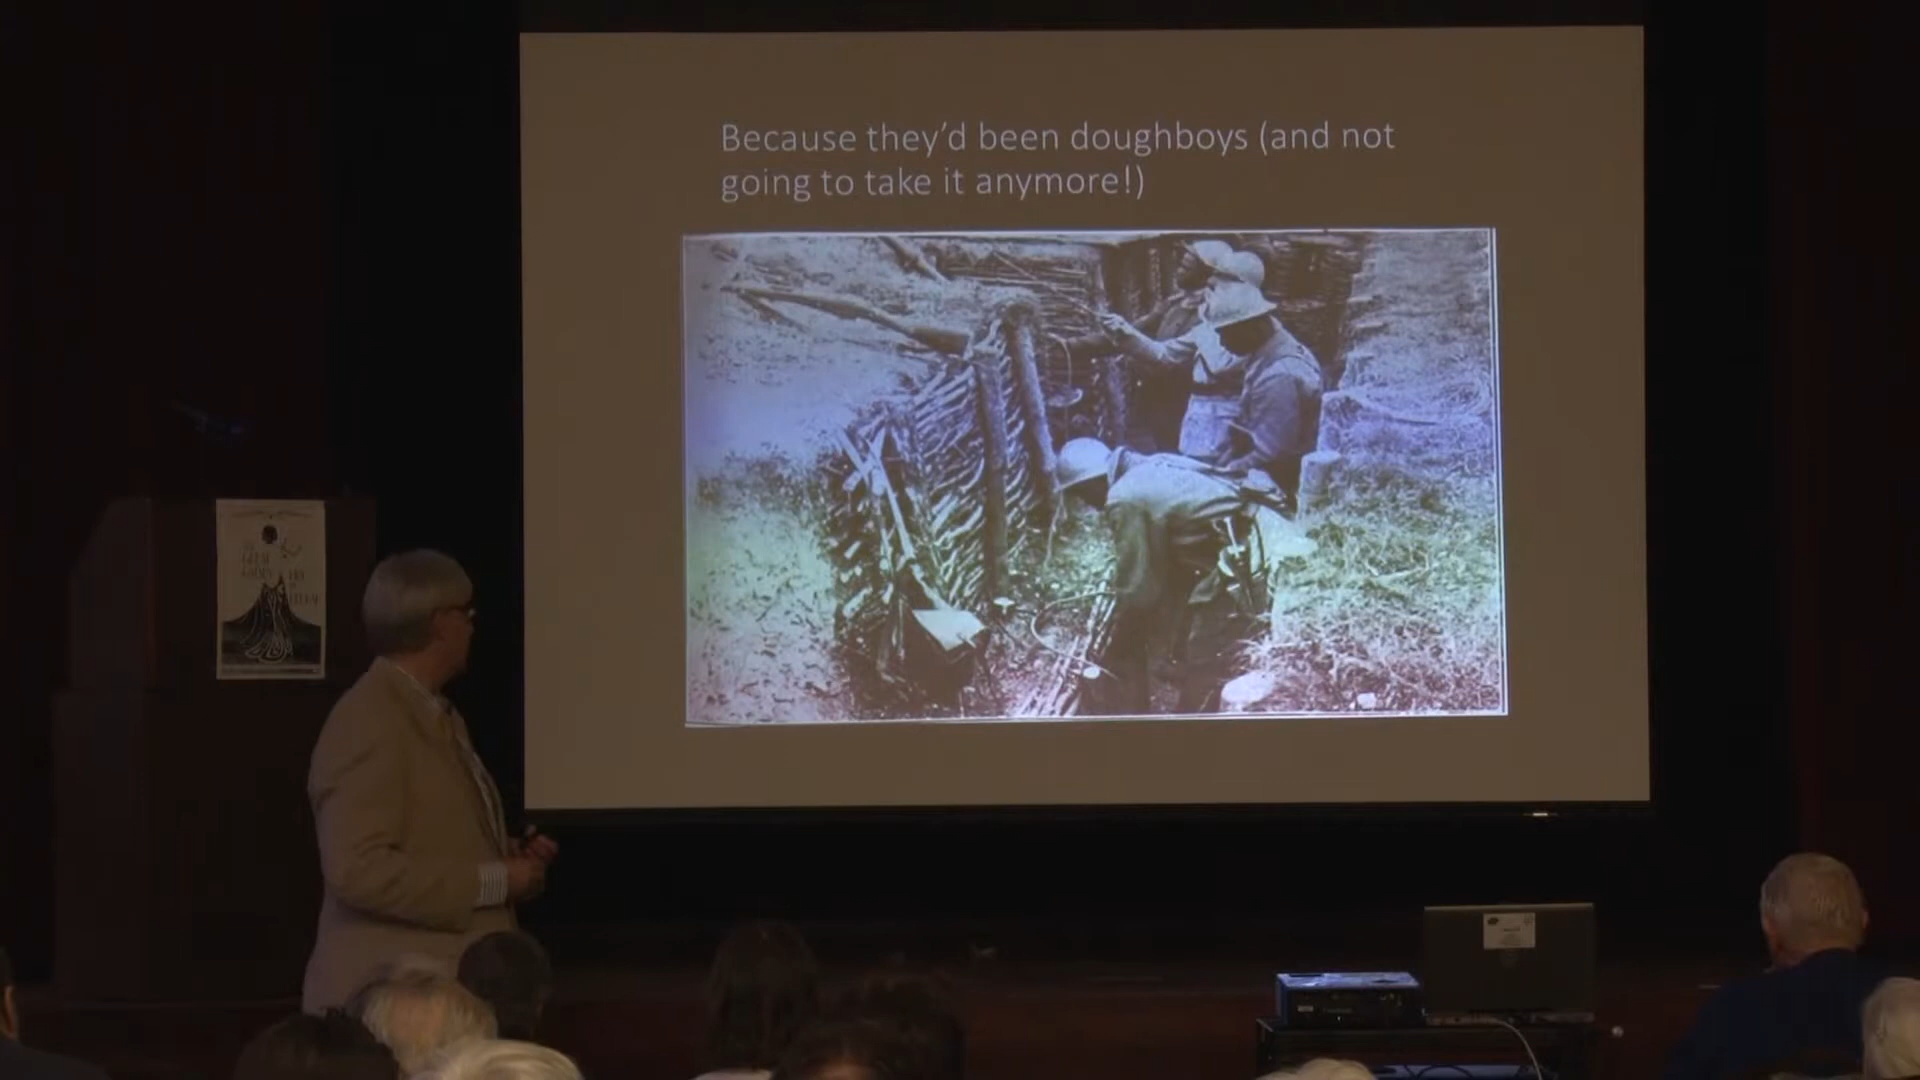 Because they’d been doughboys (and not
going to take it anymore!)